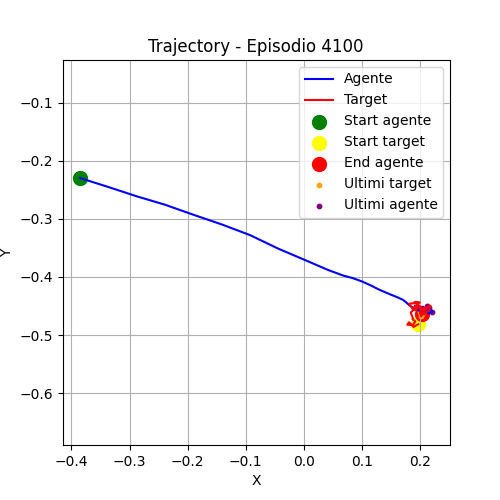 Trajectory - Episodio 4100
Agente
Target
Start agente
Start target
End agente
Ultimi target
Ultimi agente
−0.1
−0.2
−0.3
−0.4
−0.5
−0.6
Y
−0.4
−0.3
−0.2
−0.1
0.0
0.1
0.2
X